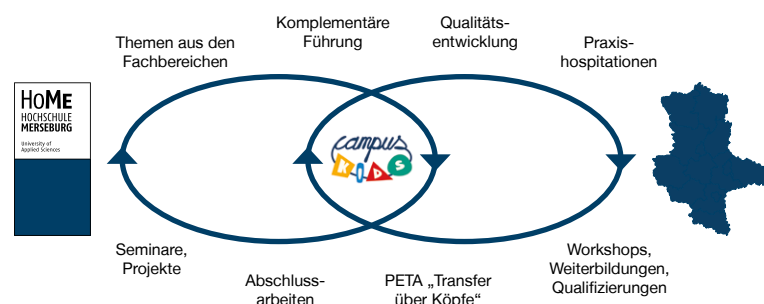 Komplementäre
Führung
Qualitäts-
entwicklung
Themen aus den
Fachbereichen
Praxis-
hospitationen
HOME
HOCHSCHULE
MERSEBURG
University of
Applied Sciences
campus
KIDS
Seminare,
Projekte
Abschluss-
arbeiten
PETA „Transfer
über Köpfe“
Workshops,
Weiterbildungen,
Qualifizierungen